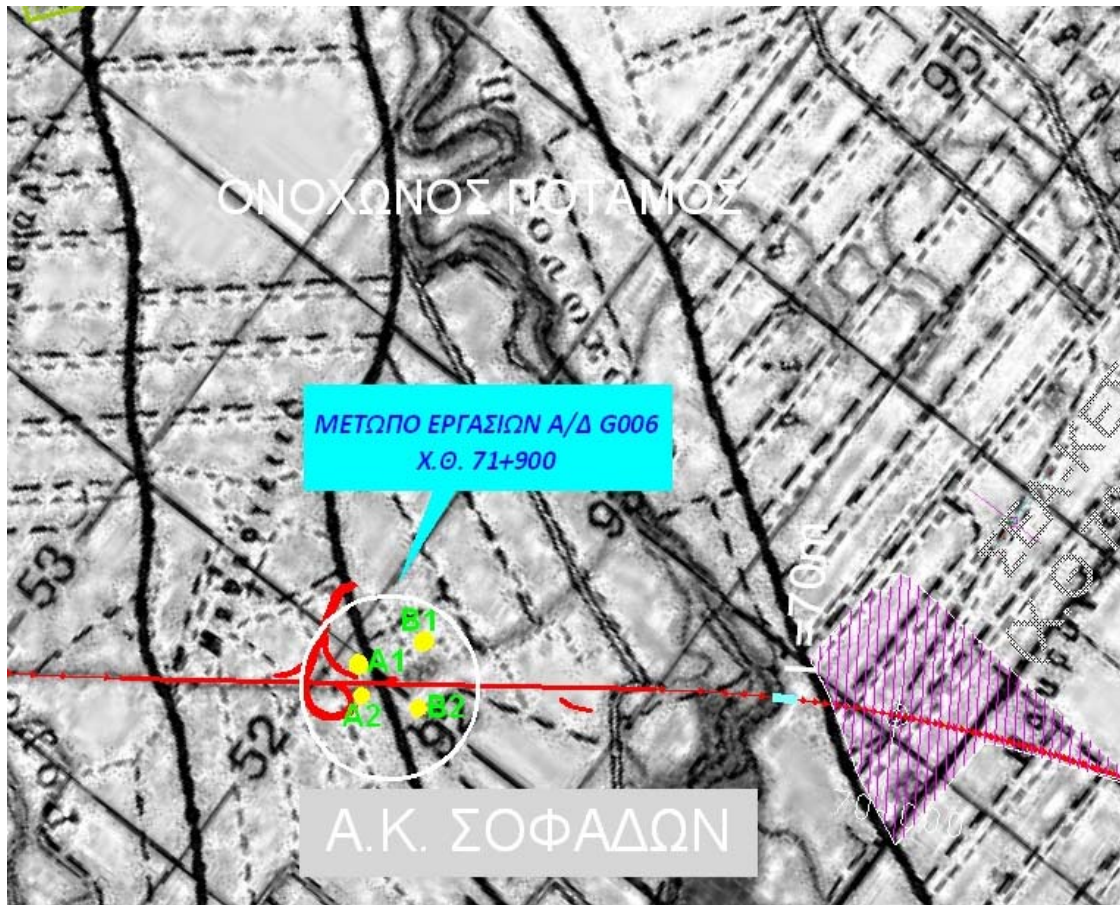 95
ΟΝΟΧΩΝΟΣ ΠΟΤΑΜΟΣ
ΜΕΤΩΠΟ ΕΡΓΑΣΙΩΝ Α/Δ G006
Χ.Θ. 71+900
53
L=70m
B1
A1
A2
B2
52
Α.Κ. ΣΟΦΑΔΩΝ